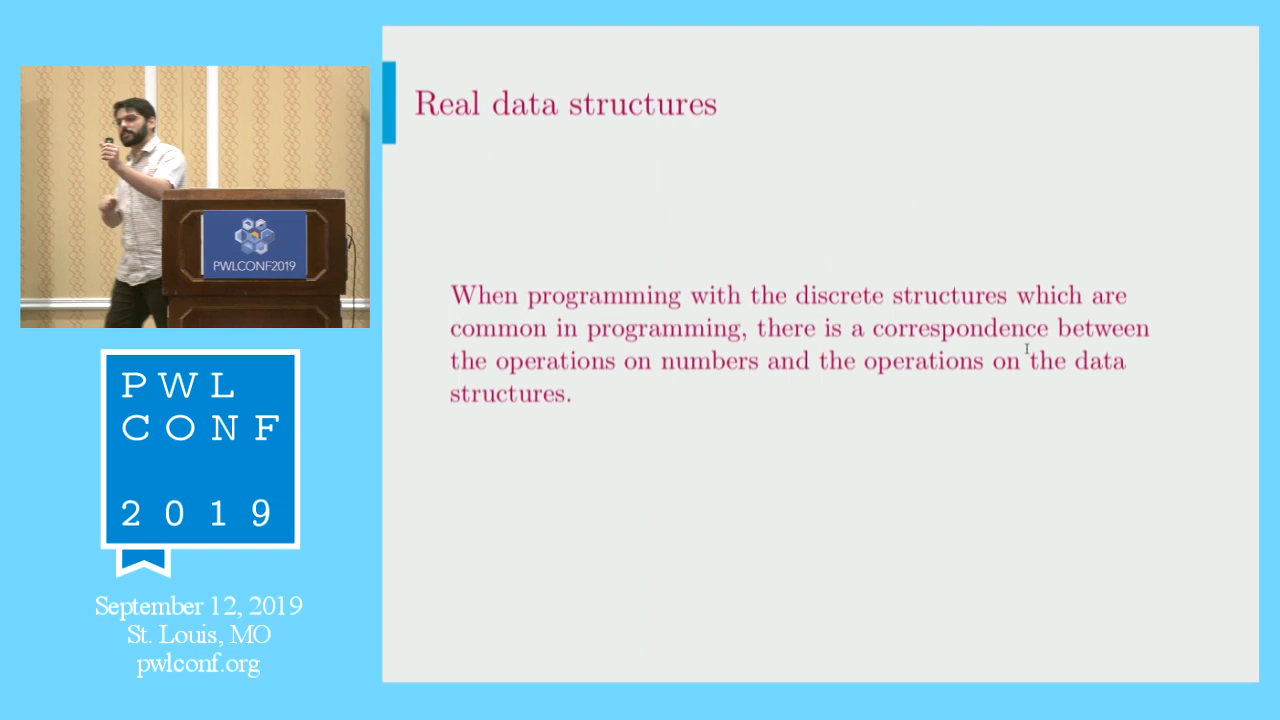 Real data structures
When programming with the discrete structures which are
common in programming, there is a correspondence between
the operations on numbers and the operations on the data
structures.
PWLCONF2019
PWL
CONF
2019
September 12, 2019
St. Louis, MO
pwlconf.org